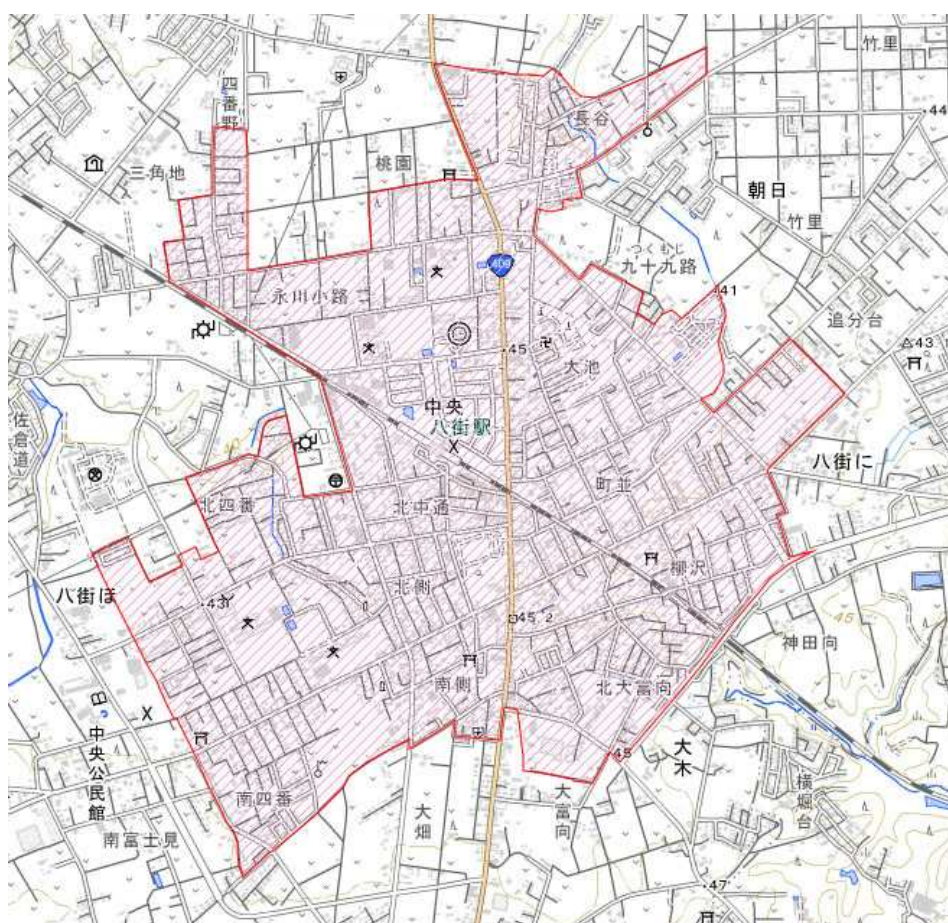 竹里
四番野
長谷
44
三角地
桃園
朝日
竹里
つくもじ
九十九路
409
41
永川小路
追分台
45
43
大池
中央
八街駅
佐倉道
40
八街に
町並
北四番
北中通
柳沢
八街ほ
北側
43
45 2
45
神田向
南側
北大富向
中央公民館
45
大木
南四番
大畑
大富向
横堀台
南富士見
47